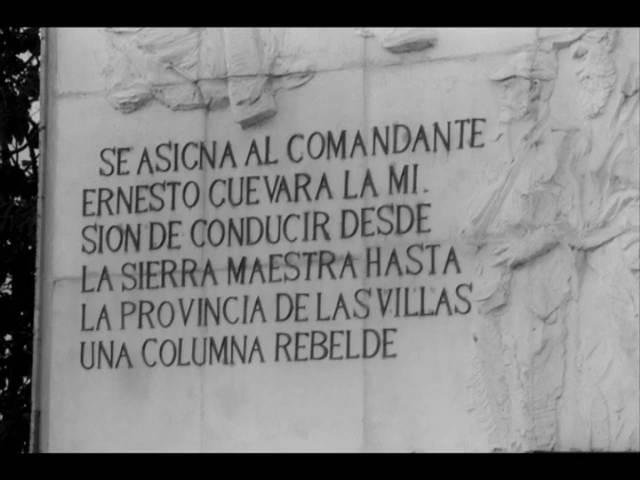 SE ASIGNA AL COMANDANTE
ERNESTO GUEVARA LA MI.
SION DE CONDUCIR DESDE
LA SIERRA MAESTRA HASTA
LA PROVINCIA DE LAS VILLAS
UNA COLUMNA REBELDE